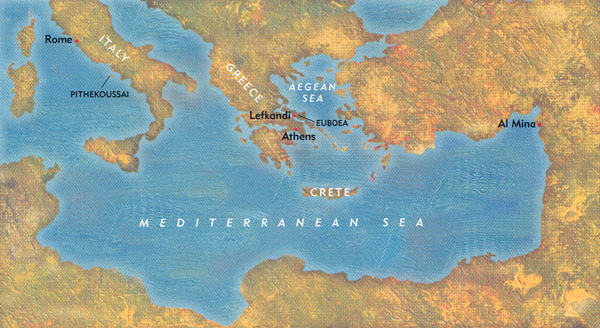 Rome
ITALY
PITHEKOUSSAI
GREECE
AEGEAN
SEA
Lefkandi
EUBOEA
Athens
Al Mina
CRETE
MEDITERRANEAN SEA